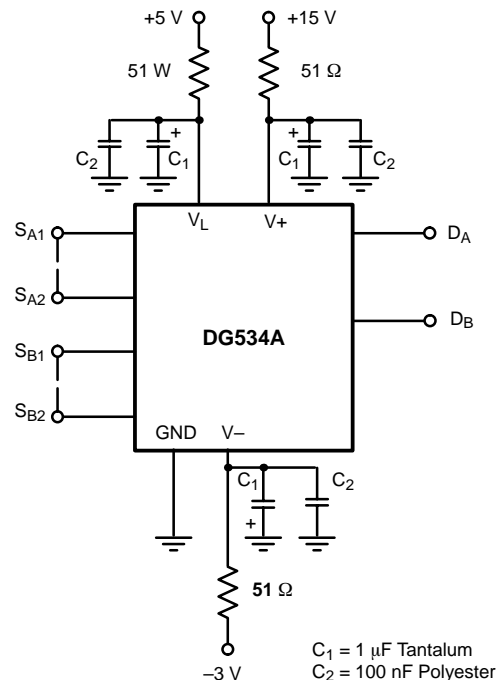 +5 V
+15 V
51 W
51 Ω
+
+
C2
C1
C1
C2
VL
V+
SA1
DA
SA2
DB
SB1
DG534A
SB2
GND
V–
C1
C2
+
51 Ω
–3 V
C1 = 1 μF Tantalum
C2 = 100 nF Polyester